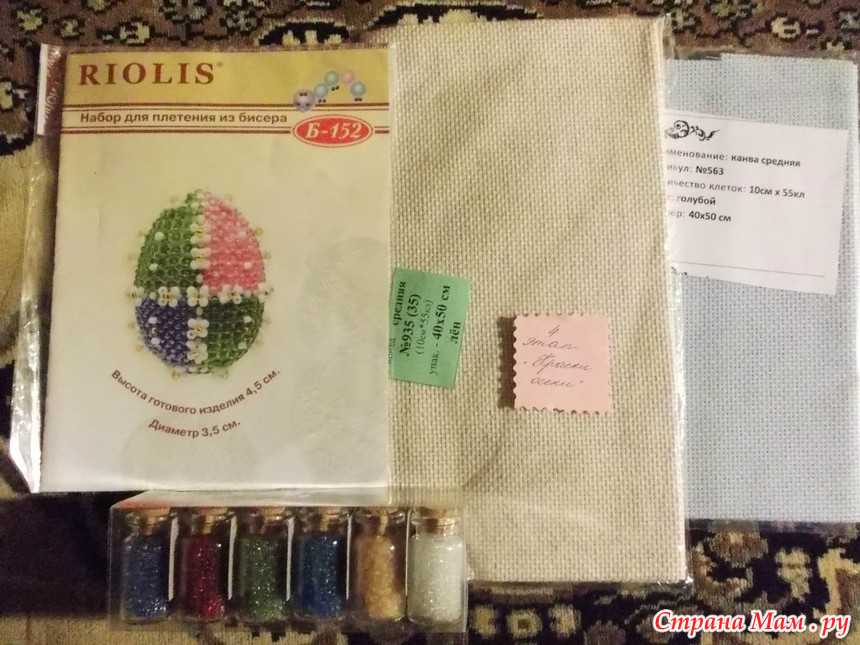 RIOLIS®
Набор для плетения из бисера
Б-152
Высота готового изделия 4,5 см.
Диаметр 3,5 см.
средняя
№935 (35)
(10см*55кл)
упак. - 40х50 см
лён
4
этап
"Краски
осени"
именование: канва средняя
икул: №563
ичество клеток: 10см х 55кл
: голубой
ер: 40х50 см
Страна Мам.ру